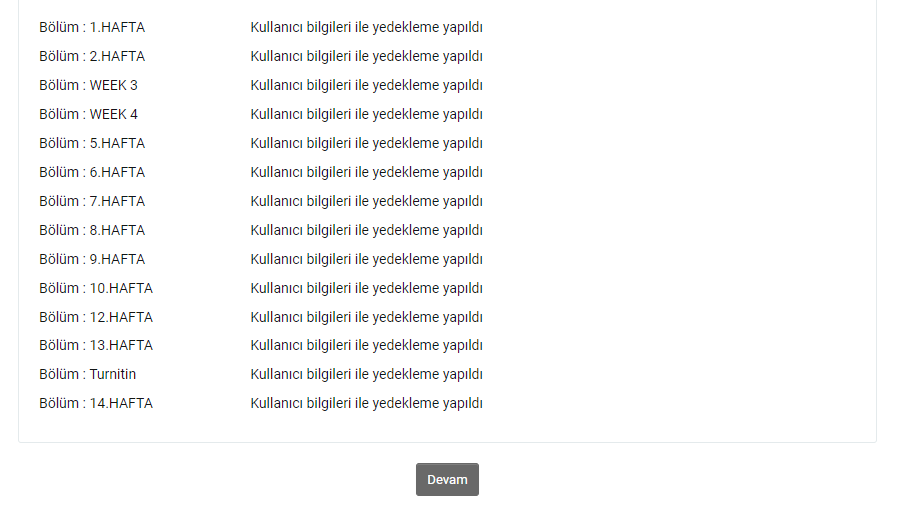 Bölüm : 1.HAFTA Kullanıcı bilgileri ile yedekleme yapıldı
Bölüm : 2.HAFTA Kullanıcı bilgileri ile yedekleme yapıldı
Bölüm : WEEK 3 Kullanıcı bilgileri ile yedekleme yapıldı
Bölüm : WEEK 4 Kullanıcı bilgileri ile yedekleme yapıldı
Bölüm : 5.HAFTA Kullanıcı bilgileri ile yedekleme yapıldı
Bölüm : 6.HAFTA Kullanıcı bilgileri ile yedekleme yapıldı
Bölüm : 7.HAFTA Kullanıcı bilgileri ile yedekleme yapıldı
Bölüm : 8.HAFTA Kullanıcı bilgileri ile yedekleme yapıldı
Bölüm : 9.HAFTA Kullanıcı bilgileri ile yedekleme yapıldı
Bölüm : 10.HAFTA Kullanıcı bilgileri ile yedekleme yapıldı
Bölüm : 12.HAFTA Kullanıcı bilgileri ile yedekleme yapıldı
Bölüm : 13.HAFTA Kullanıcı bilgileri ile yedekleme yapıldı
Bölüm : Turnitin Kullanıcı bilgileri ile yedekleme yapıldı
Bölüm : 14.HAFTA Kullanıcı bilgileri ile yedekleme yapıldı
Devam